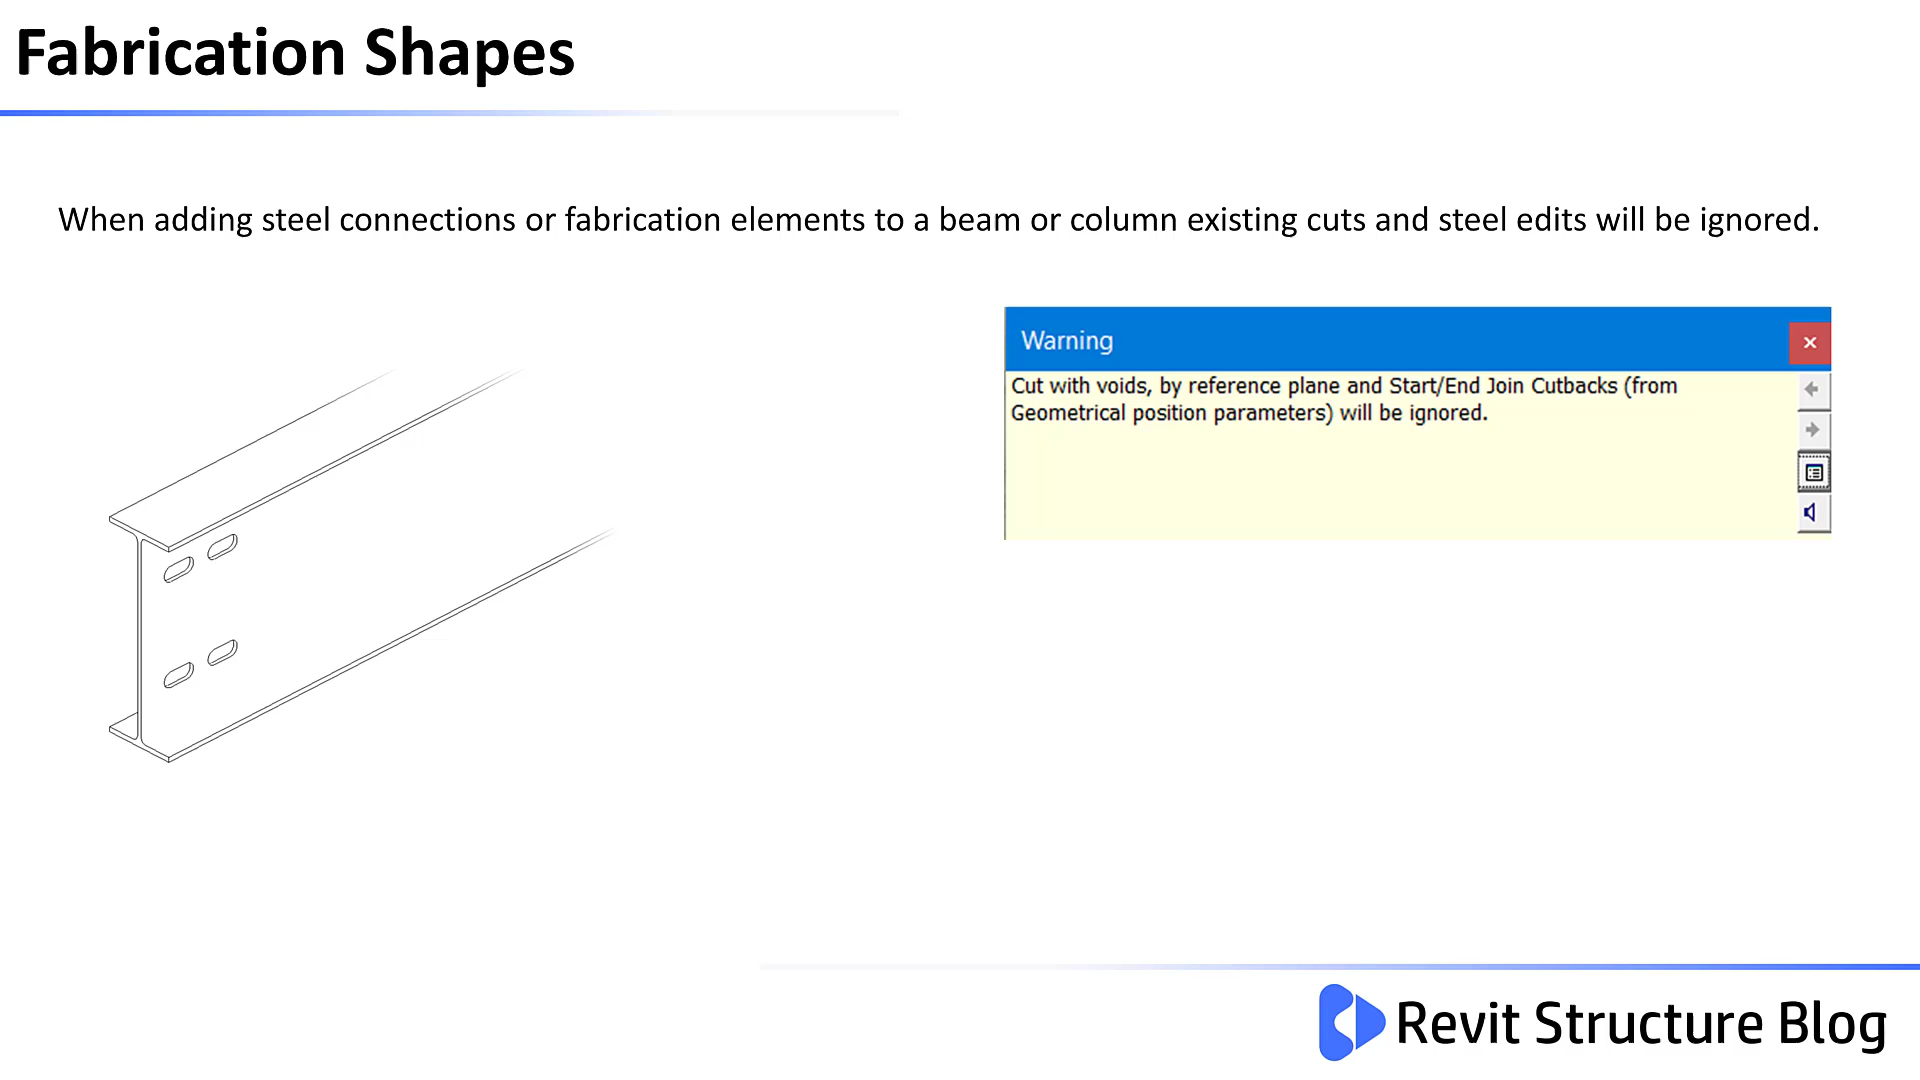 Fabrication Shapes
When adding steel connections or fabrication elements to a beam or column existing cuts and steel edits will be ignored.
Warning
Cut with voids, by reference plane and Start/End Join Cutbacks (from
Geometrical position parameters) will be ignored.
Revit Structure Blog